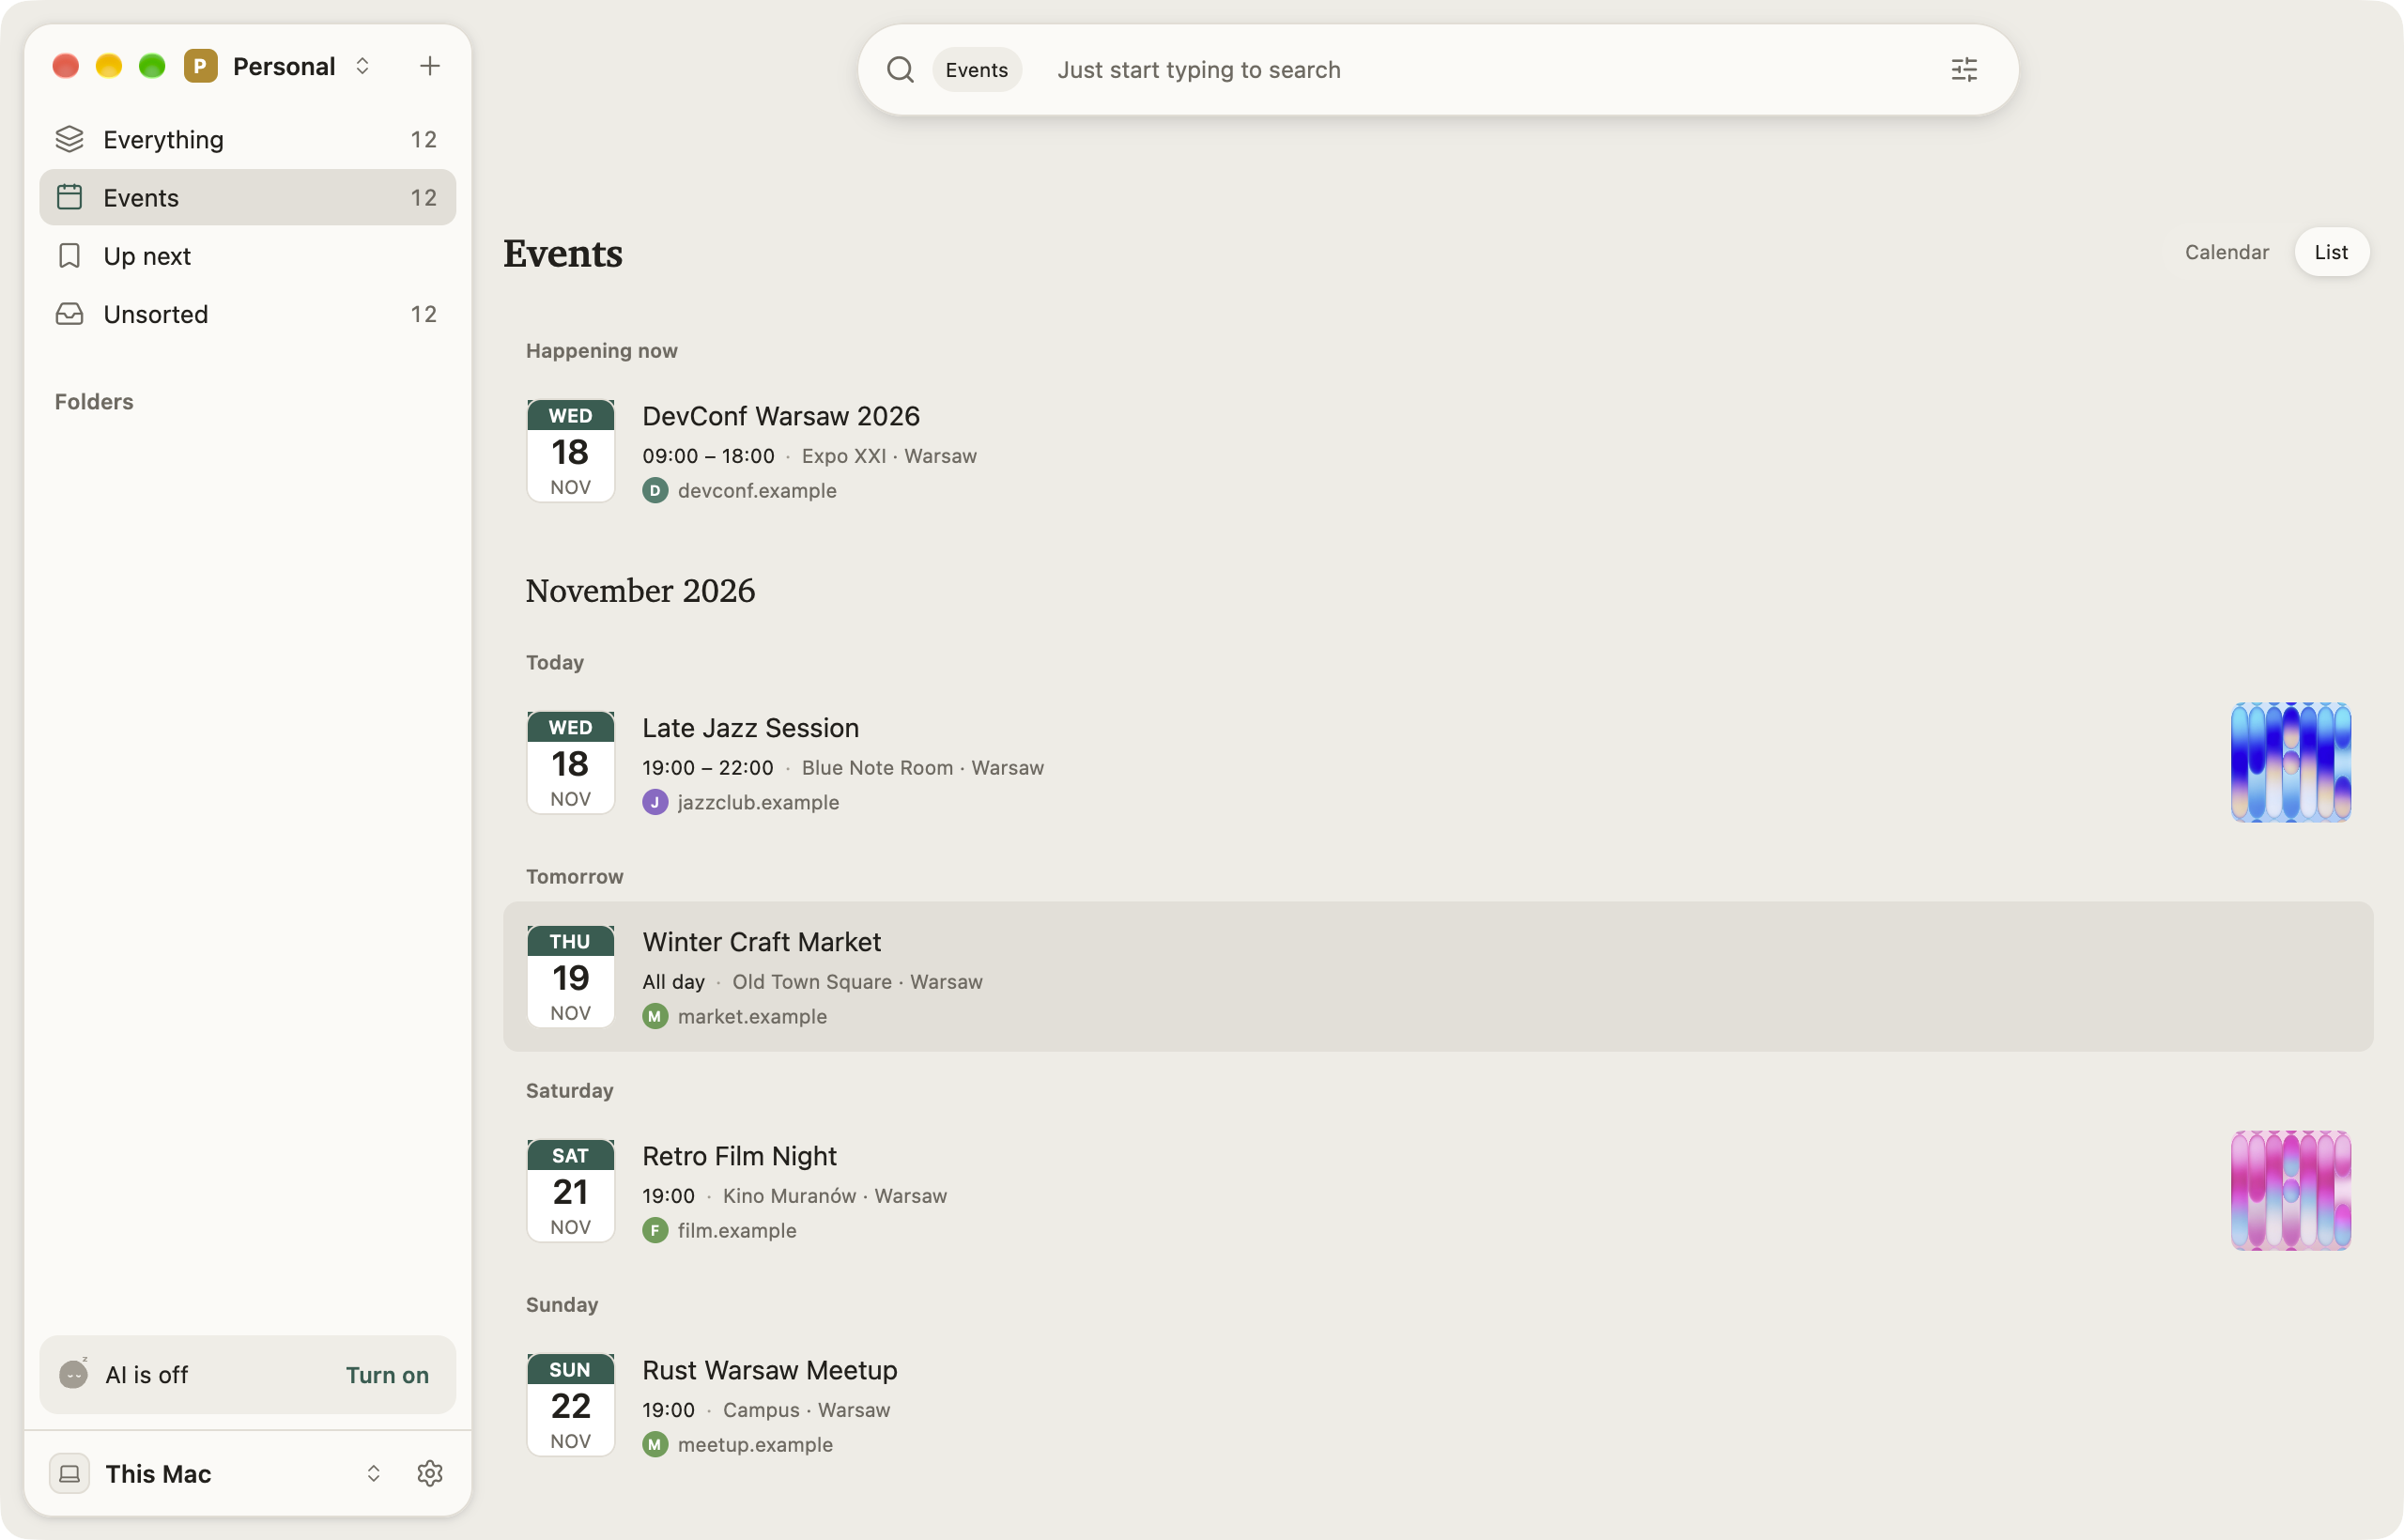 P Personal
Everything 12
Events 12
Up next
Unsorted 12
Folders
AI is off Turn on
This Mac
Events Just start typing to search
Events
Calendar List
Happening now
WED 18 NOV
DevConf Warsaw 2026
09:00 – 18:00 · Expo XXI · Warsaw
D devconf.example
November 2026
Today
WED 18 NOV
Late Jazz Session
19:00 – 22:00 · Blue Note Room · Warsaw
J jazzclub.example
Tomorrow
THU 19 NOV
Winter Craft Market
All day · Old Town Square · Warsaw
M market.example
Saturday
SAT 21 NOV
Retro Film Night
19:00 · Kino Muranów · Warsaw
F film.example
Sunday
SUN 22 NOV
Rust Warsaw Meetup
19:00 · Campus · Warsaw
M meetup.example